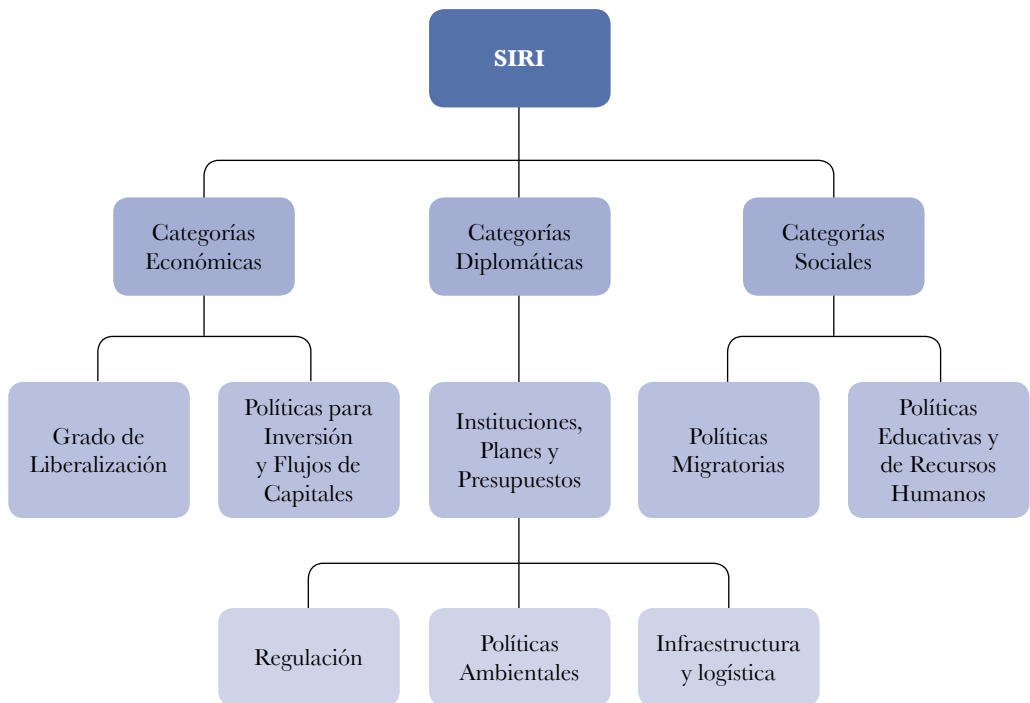 SIRI
Categorías
Económicas
Categorías
Diplomáticas
Categorías
Sociales
Grado de
Liberalización
Políticas para
Inversión
y Flujos de
Capitales
Instituciones,
Planes y
Presupuestos
Políticas
Migratorias
Políticas
Educativas y
de Recursos
Humanos
Regulación
Políticas
Ambientales
Infraestructura
y logística